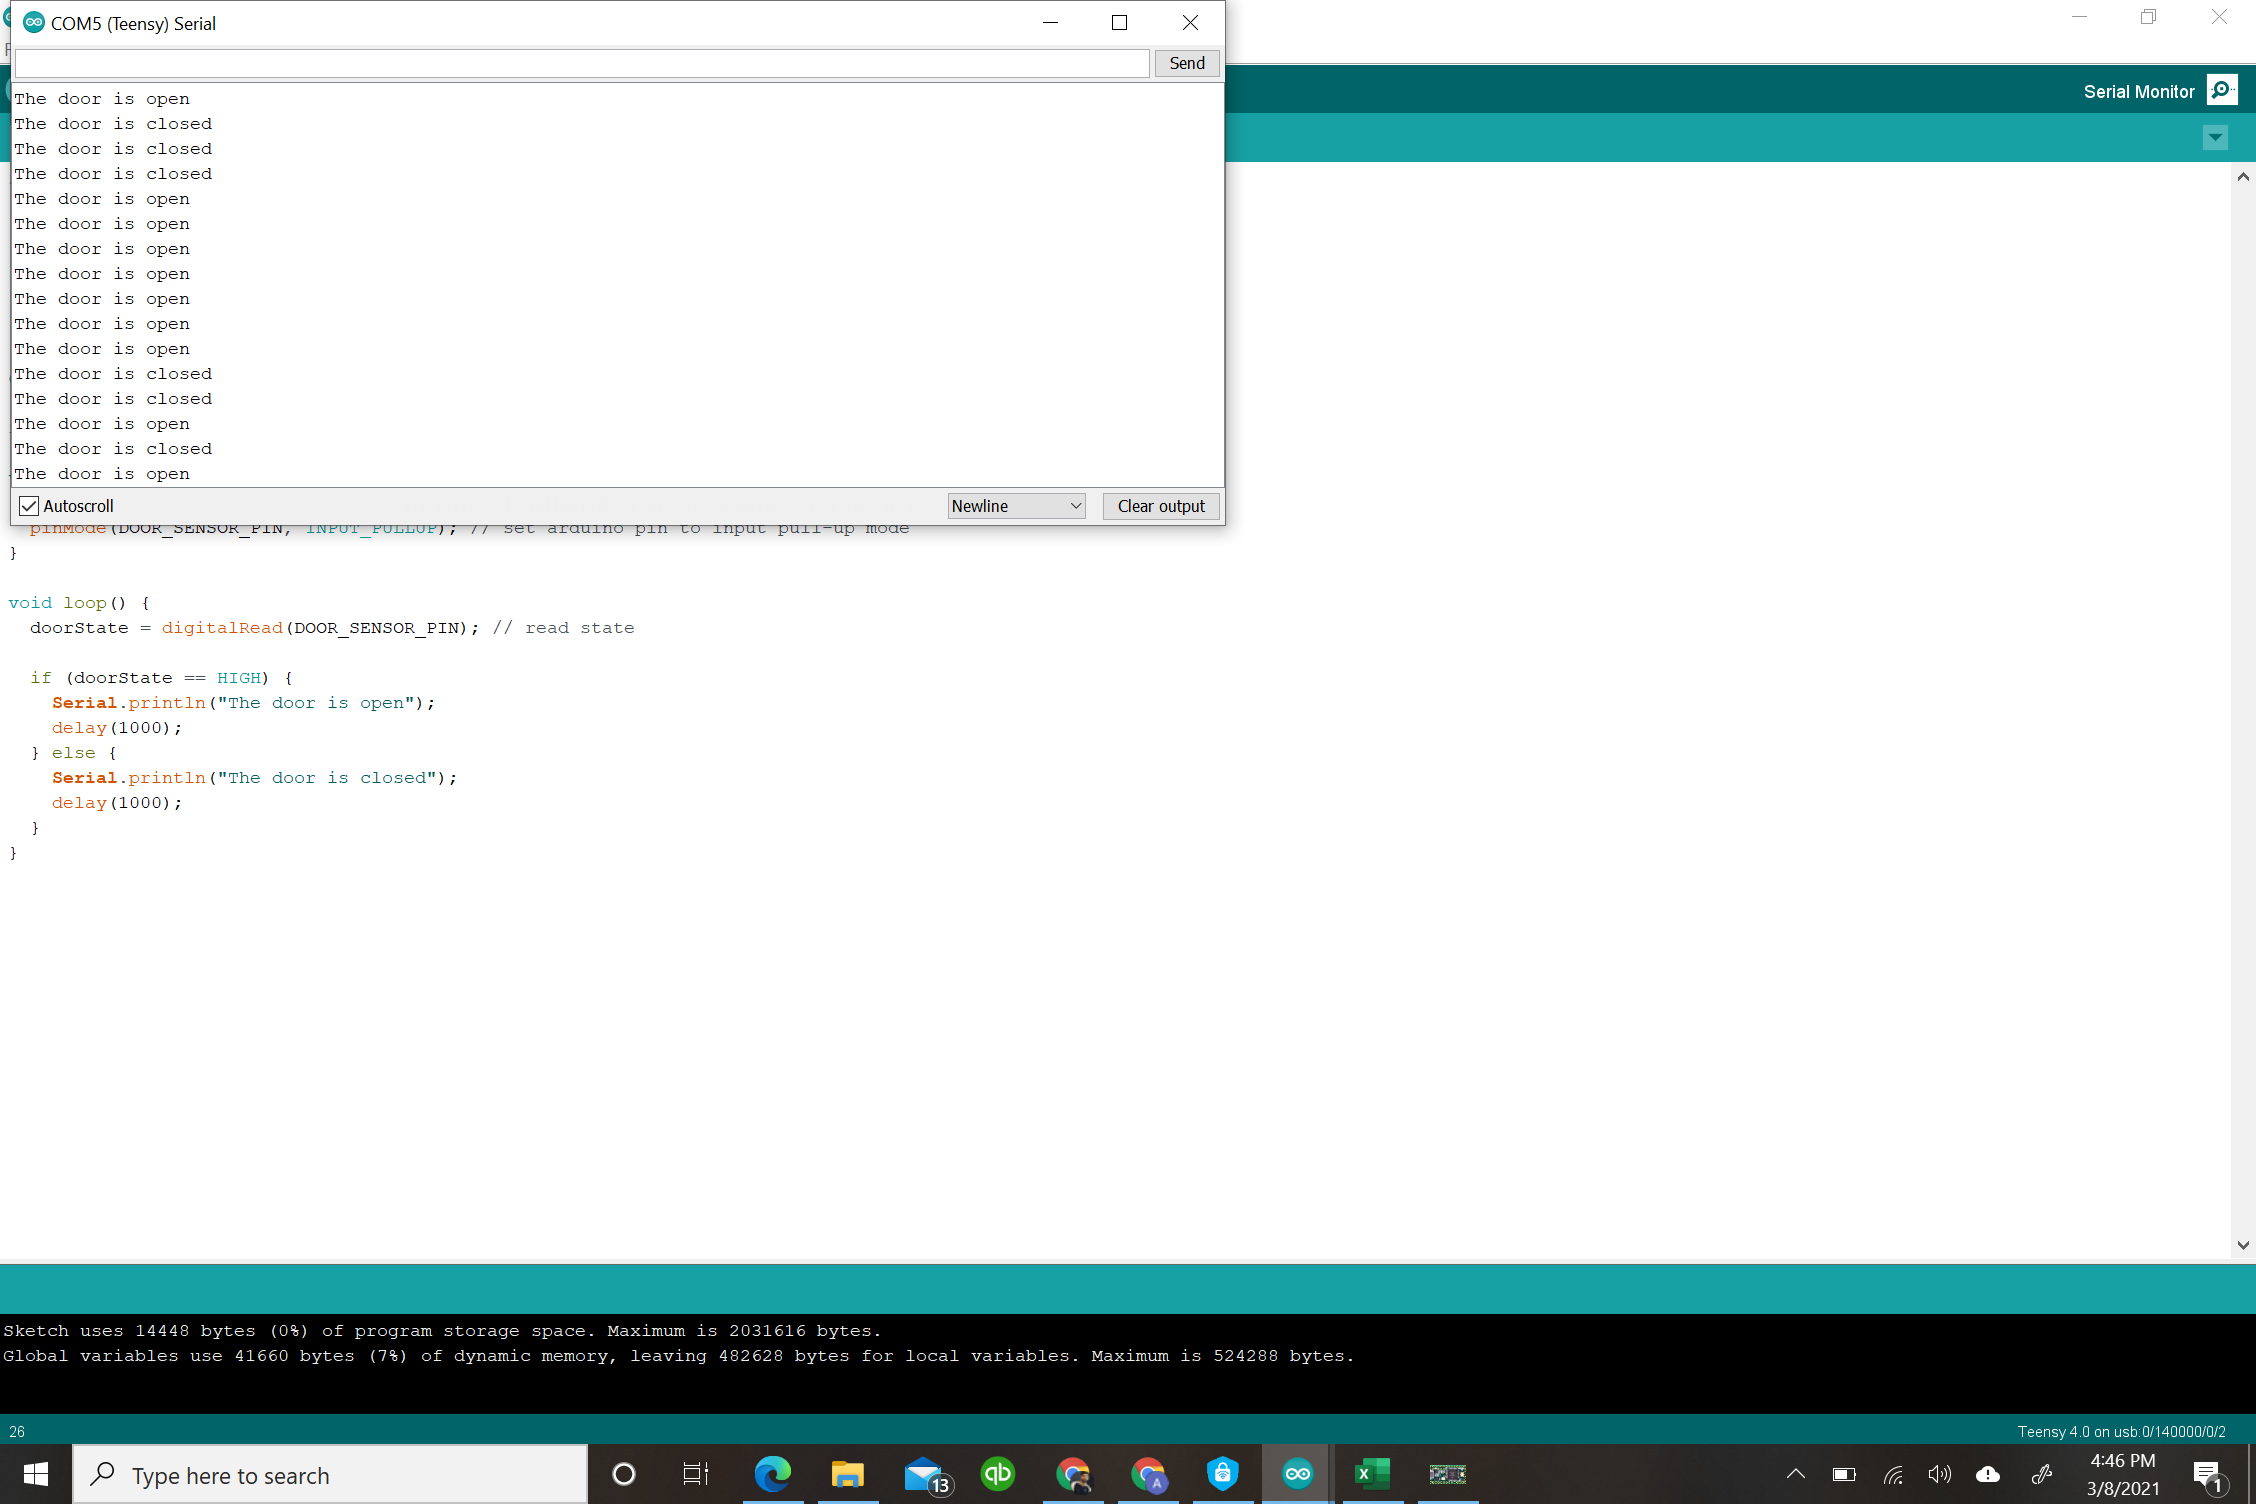 COM5 (Teensy) Serial
Send
Serial Monitor
The door is open
The door is closed
The door is closed
The door is closed
The door is open
The door is open
The door is open
The door is open
The door is open
The door is open
The door is open
The door is closed
The door is closed
The door is open
The door is closed
The door is open
Autoscroll
Newline
Clear output
pinMode(DOOR_SENSOR_PIN, INPUT_PULLUP); // set arduino pin to input pull-up mode
}
void loop() {
doorState = digitalRead(DOOR_SENSOR_PIN); // read state
if (doorState == HIGH) {
Serial.println("The door is open");
delay(1000);
} else {
Serial.println("The door is closed");
delay(1000);
}
}
Sketch uses 14448 bytes (0%) of program storage space. Maximum is 2031616 bytes.
Global variables use 41660 bytes (7%) of dynamic memory, leaving 482628 bytes for local variables. Maximum is 524288 bytes.
26
Teensy 4.0 on usb:0/140000/0/2
Type here to search
13
qb
A
X
4:46 PM
3/8/2021
1